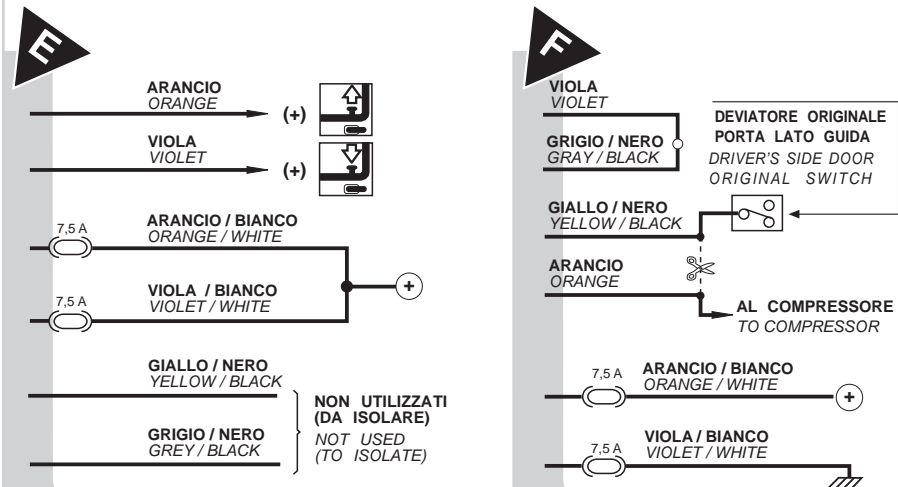 E
ARANCIO
ORANGE
(+)
VIOLA
VIOLET
(+)
7,5 A
ARANCIO / BIANCO
ORANGE / WHITE
7,5 A
VIOLA / BIANCO
VIOLET / WHITE
+
GIALLO / NERO
YELLOW / BLACK
GRIGIO / NERO
GREY / BLACK
NON UTILIZZATI
(DA ISOLARE)
NOT USED
(TO ISOLATE)
F
VIOLA
VIOLET
GRIGIO / NERO
GRAY / BLACK
DEVIATORE ORIGINALE
PORTA LATO GUIDA
DRIVER'S SIDE DOOR
ORIGINAL SWITCH
GIALLO / NERO
YELLOW / BLACK
ARANCIO
ORANGE
AL COMPRESSORE
TO COMPRESSOR
7,5 A
ARANCIO / BIANCO
ORANGE / WHITE
+
7,5 A
VIOLA / BIANCO
VIOLET / WHITE